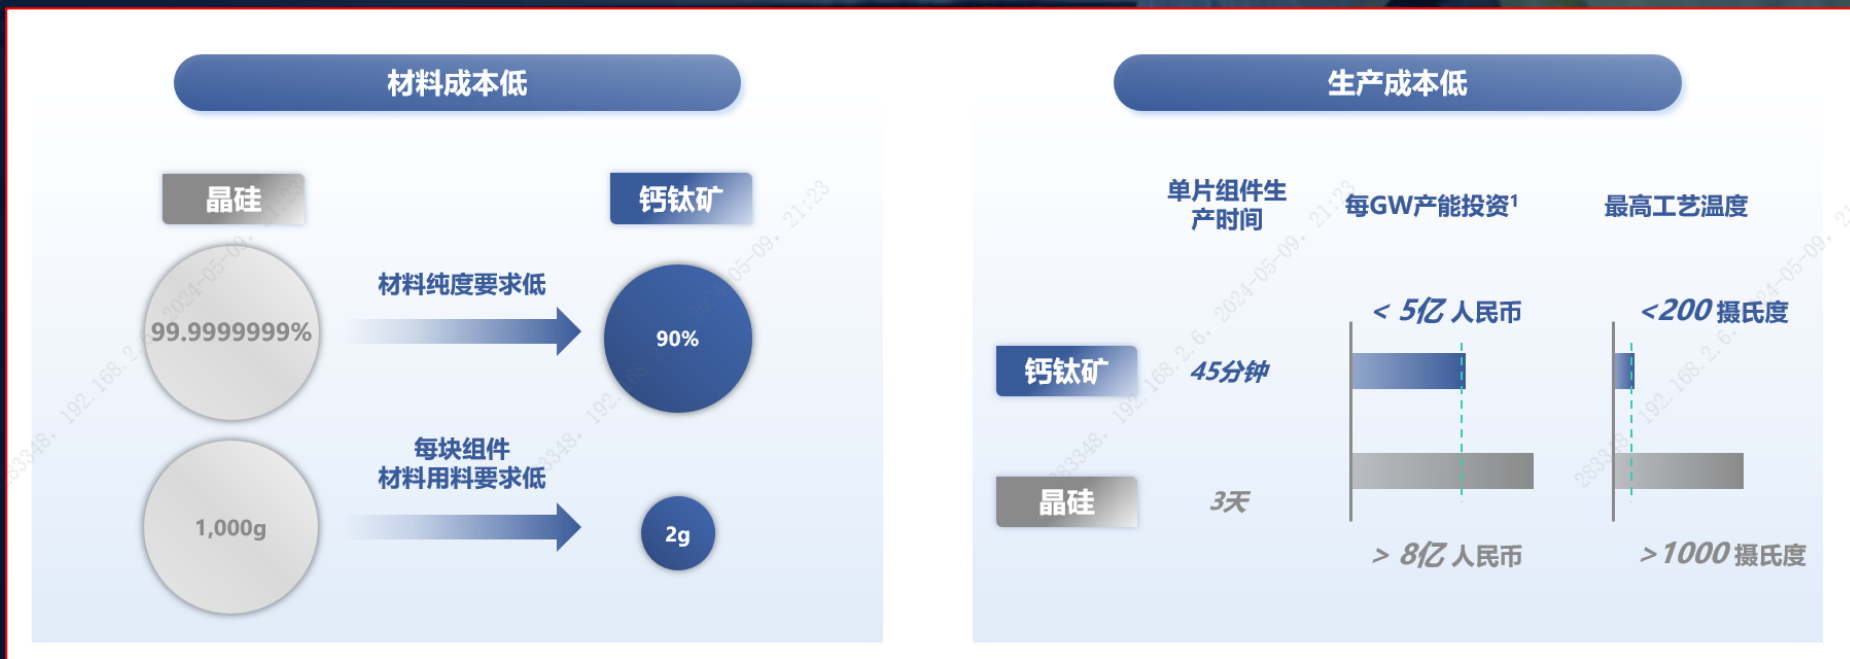 材料成本低
晶硅
钙钛矿
99.9999999%
材料纯度要求低
90%
每块组件
材料用料要求低
1,000g
2g
生产成本低
单片组件生
产时间
每GW产能投资¹
最高工艺温度
< 5亿 人民币
<200 摄氏度
钙钛矿
45分钟
晶硅
3天
> 8亿 人民币
>1000 摄氏度